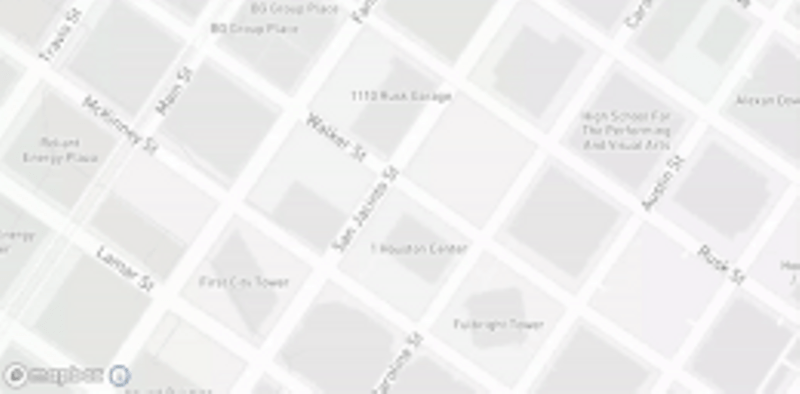 BG Group Place
BG Group Place
Travis St
Main St
1110 Rusk Garage
McKinney St
Walker St
High School For
The Performing
And Visual Arts
Reliant
Energy Plaza
Austin St
San Jacinto St
1 Houston Center
Lamar St
First City Tower
Rusk St
Fulbright Tower
mapbox